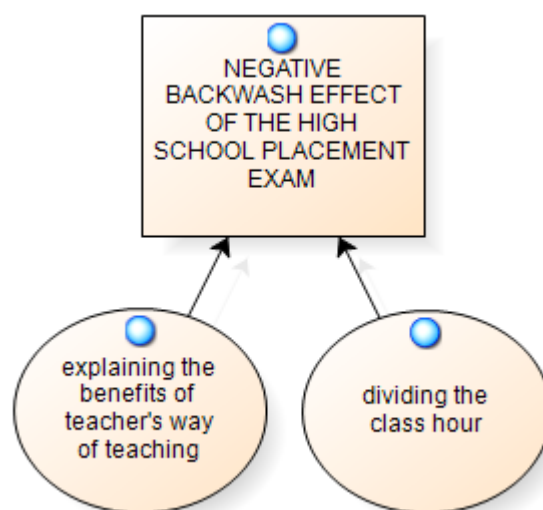 NEGATIVE
BACKWASH EFFECT
OF THE HIGH
SCHOOL PLACEMENT
EXAM
explaining the
benefits of
teacher's way
of teaching
dividing the
class hour